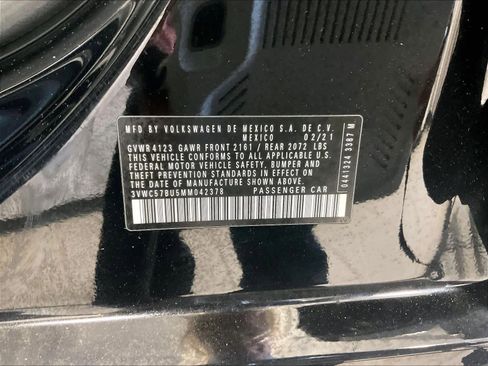 MFD BY VOLKSWAGEN DE MEXICO S.A. DE C.V.
MEXICO 02/21
GVWR 4123 GAWR FRONT 2161 / REAR 2072 LBS
THIS VEHICLE CONFORMS TO ALL APPLICABLE U.S.
FEDERAL MOTOR VEHICLE SAFETY, BUMPER AND
THEFT PREVENTION STANDARDS IN EFFECT ON THE
DATE OF MANUFACTURE SHOWN ABOVE
3VWC57BU5MM042378 PASSENGER CAR
0441324 3387 M